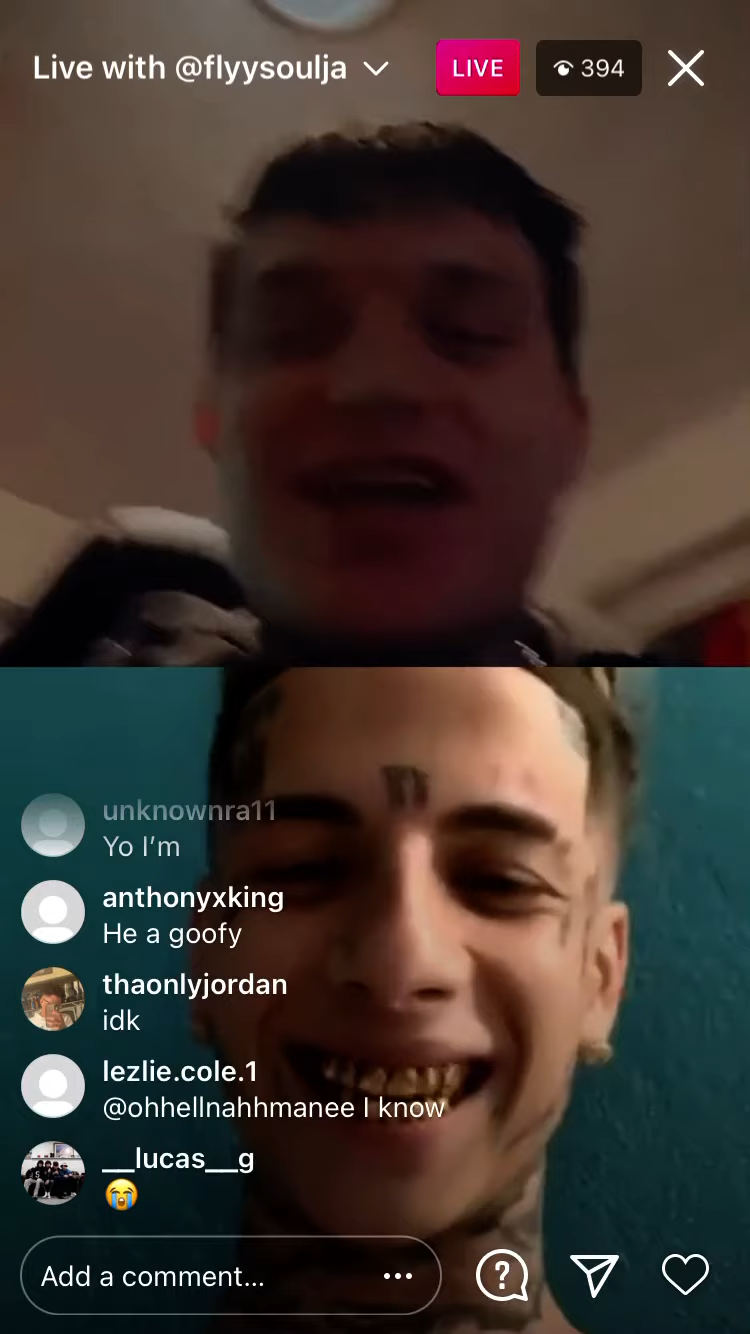 Live with @flyysoulja
LIVE
394
unknownra11
Yo I’m
anthonyxking
He a goofy
thaonlyjordan
idk
lezlie.cole.1
@ohhellnahhmanee I know
__lucas__g
😭
Add a comment...